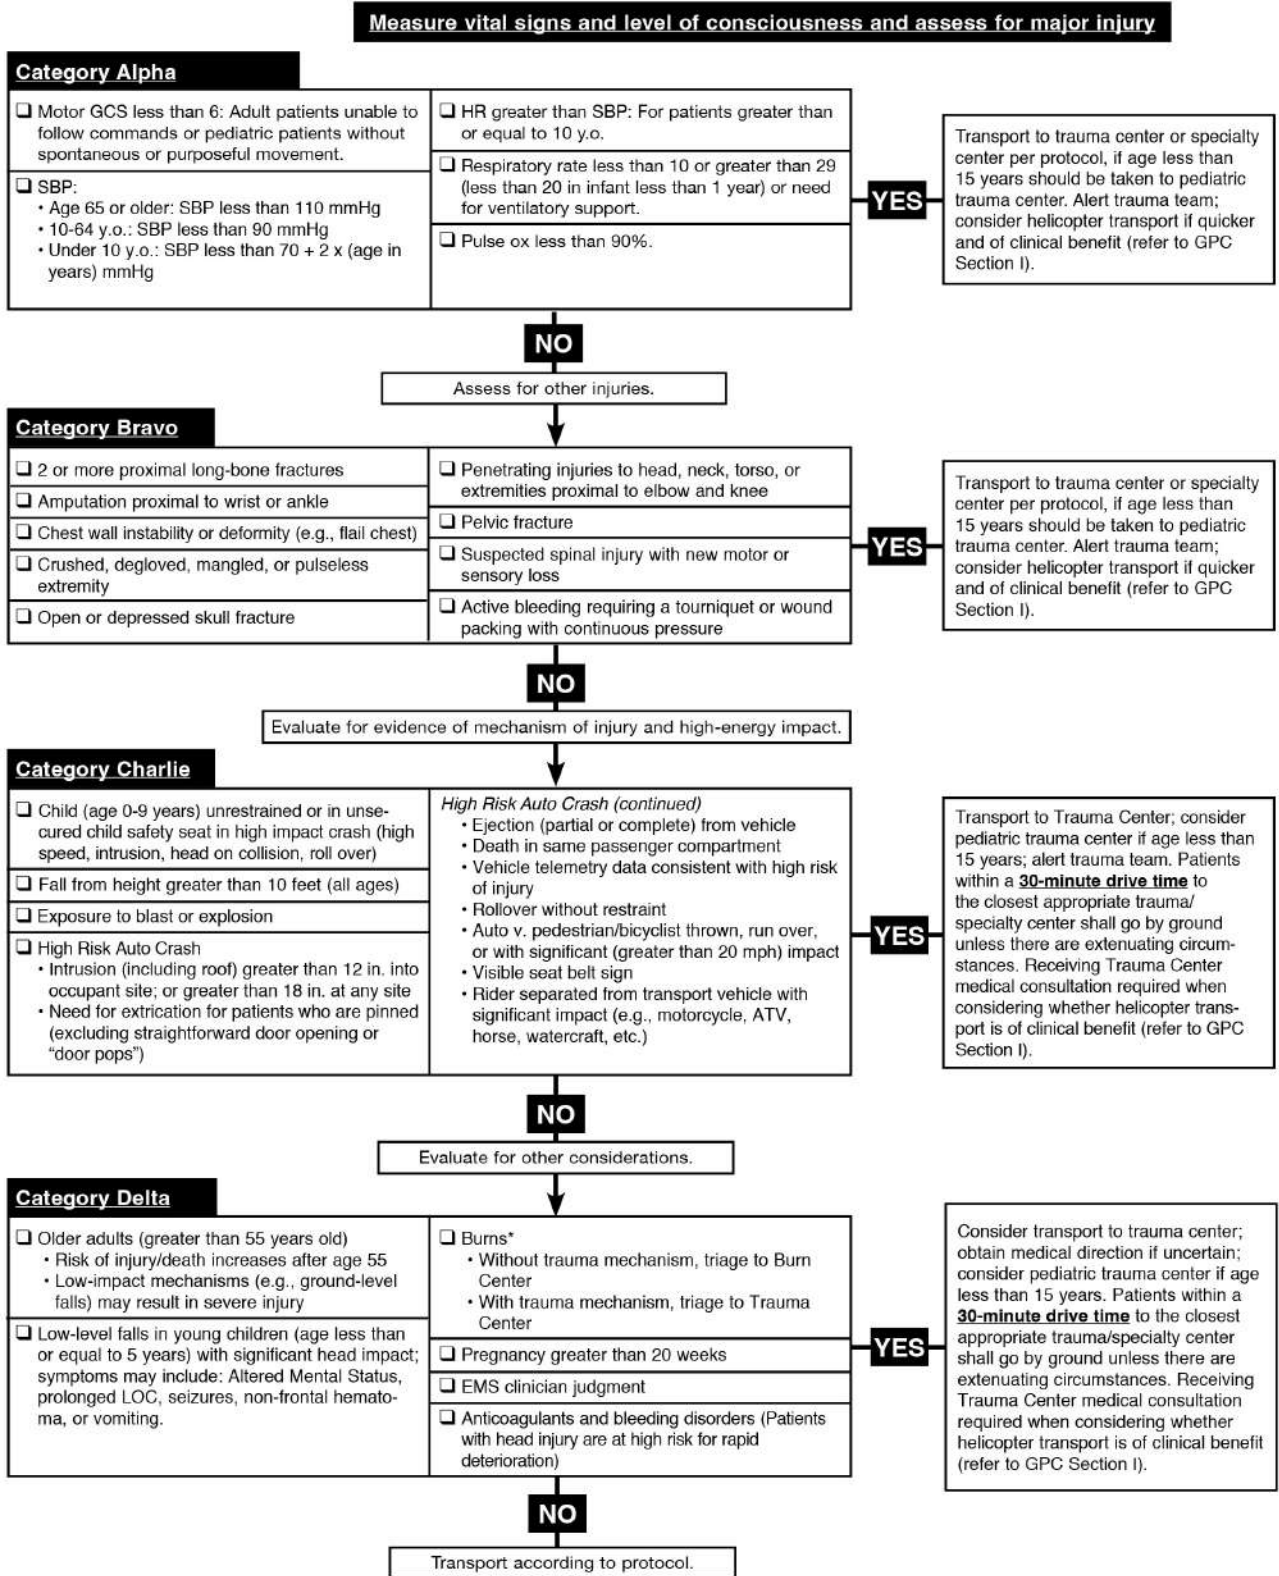 Measure vital signs and level of consciousness and assess for major injury
Category Alpha
❑ Motor GCS less than 6: Adult patients unable to
follow commands or pediatric patients without
spontaneous or purposeful movement.
❑ SBP:
• Age 65 or older: SBP less than 110 mmHg
• 10-64 y.o.: SBP less than 90 mmHg
• Under 10 y.o.: SBP less than 70 + 2 x (age in
years) mmHg
❑ HR greater than SBP: For patients greater than
or equal to 10 y.o.
❑ Respiratory rate less than 10 or greater than 29
(less than 20 in infant less than 1 year) or need
for ventilatory support.
❑ Pulse ox less than 90%.
YES
Transport to trauma center or specialty
center per protocol, if age less than
15 years should be taken to pediatric
trauma center. Alert trauma team;
consider helicopter transport if quicker
and of clinical benefit (refer to GPC
Section I).
NO
Assess for other injuries.
Category Bravo
❑ 2 or more proximal long-bone fractures
❑ Amputation proximal to wrist or ankle
❑ Chest wall instability or deformity (e.g., flail chest)
❑ Crushed, degloved, mangled, or pulseless
extremity
❑ Open or depressed skull fracture
❑ Penetrating injuries to head, neck, torso, or
extremities proximal to elbow and knee
❑ Pelvic fracture
❑ Suspected spinal injury with new motor or
sensory loss
❑ Active bleeding requiring a tourniquet or wound
packing with continuous pressure
YES
Transport to trauma center or specialty
center per protocol, if age less than
15 years should be taken to pediatric
trauma center. Alert trauma team;
consider helicopter transport if quicker
and of clinical benefit (refer to GPC
Section I).
NO
Evaluate for evidence of mechanism of injury and high-energy impact.
Category Charlie
❑ Child (age 0-9 years) unrestrained or in unse-
cured child safety seat in high impact crash (high
speed, intrusion, head on collision, roll over)
❑ Fall from height greater than 10 feet (all ages)
❑ Exposure to blast or explosion
❑ High Risk Auto Crash
• Intrusion (including roof) greater than 12 in. into
occupant site; or greater than 18 in. at any site
• Need for extrication for patients who are pinned
(excluding straightforward door opening or
“door pops”)
High Risk Auto Crash (continued)
• Ejection (partial or complete) from vehicle
• Death in same passenger compartment
• Vehicle telemetry data consistent with high risk
of injury
• Rollover without restraint
• Auto v. pedestrian/bicyclist thrown, run over,
or with significant (greater than 20 mph) impact
• Visible seat belt sign
• Rider separated from transport vehicle with
significant impact (e.g., motorcycle, ATV,
horse, watercraft, etc.)
YES
Transport to Trauma Center; consider
pediatric trauma center if age less than
15 years; alert trauma team. Patients
within a 30-minute drive time to
the closest appropriate trauma/
specialty center shall go by ground
unless there are extenuating circum-
stances. Receiving Trauma Center
medical consultation required when
considering whether helicopter trans-
port is of clinical benefit (refer to GPC
Section I).
NO
Evaluate for other considerations.
Category Delta
❑ Older adults (greater than 55 years old)
• Risk of injury/death increases after age 55
• Low-impact mechanisms (e.g., ground-level
falls) may result in severe injury
❑ Low-level falls in young children (age less than
or equal to 5 years) with significant head impact;
symptoms may include: Altered Mental Status,
prolonged LOC, seizures, non-frontal hemato-
ma, or vomiting.
❑ Burns*
• Without trauma mechanism, triage to Burn
Center
• With trauma mechanism, triage to Trauma
Center
❑ Pregnancy greater than 20 weeks
❑ EMS clinician judgment
❑ Anticoagulants and bleeding disorders (Patients
with head injury are at high risk for rapid
deterioration)
YES
Consider transport to trauma center;
obtain medical direction if uncertain;
consider pediatric trauma center if age
less than 15 years. Patients within a
30-minute drive time to the closest
appropriate trauma/specialty center
shall go by ground unless there are
extenuating circumstances. Receiving
Trauma Center medical consultation
required when considering whether
helicopter transport is of clinical benefit
(refer to GPC Section I).
NO
Transport according to protocol.